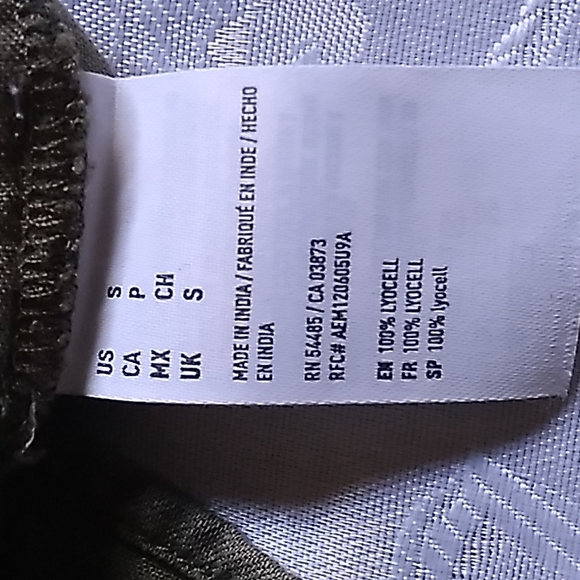 US S
CA P
MX CH
UK S
MADE IN INDIA / FABRIQUÉ EN INDE / HECHO
EN INDIA
RN 54485 / CA 03873
RFC# AEM120605U9A
EN 100% LYOCELL
FR 100% LYOCELL
SP 100% lyocell